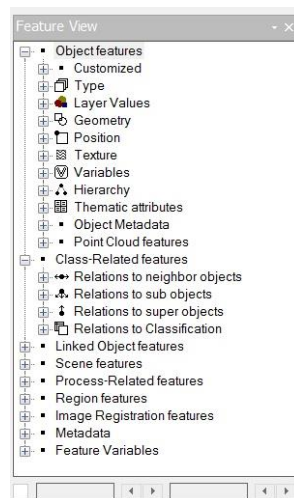 Feature View
Object features
Customized
Type
Layer Values
Geometry
Position
Texture
Variables
Hierarchy
Thematic attributes
Object Metadata
Point Cloud features
Class-Related features
Relations to neighbor objects
Relations to sub objects
Relations to super objects
Relations to Classification
Linked Object features
Scene features
Process-Related features
Region features
Image Registration features
Metadata
Feature Variables